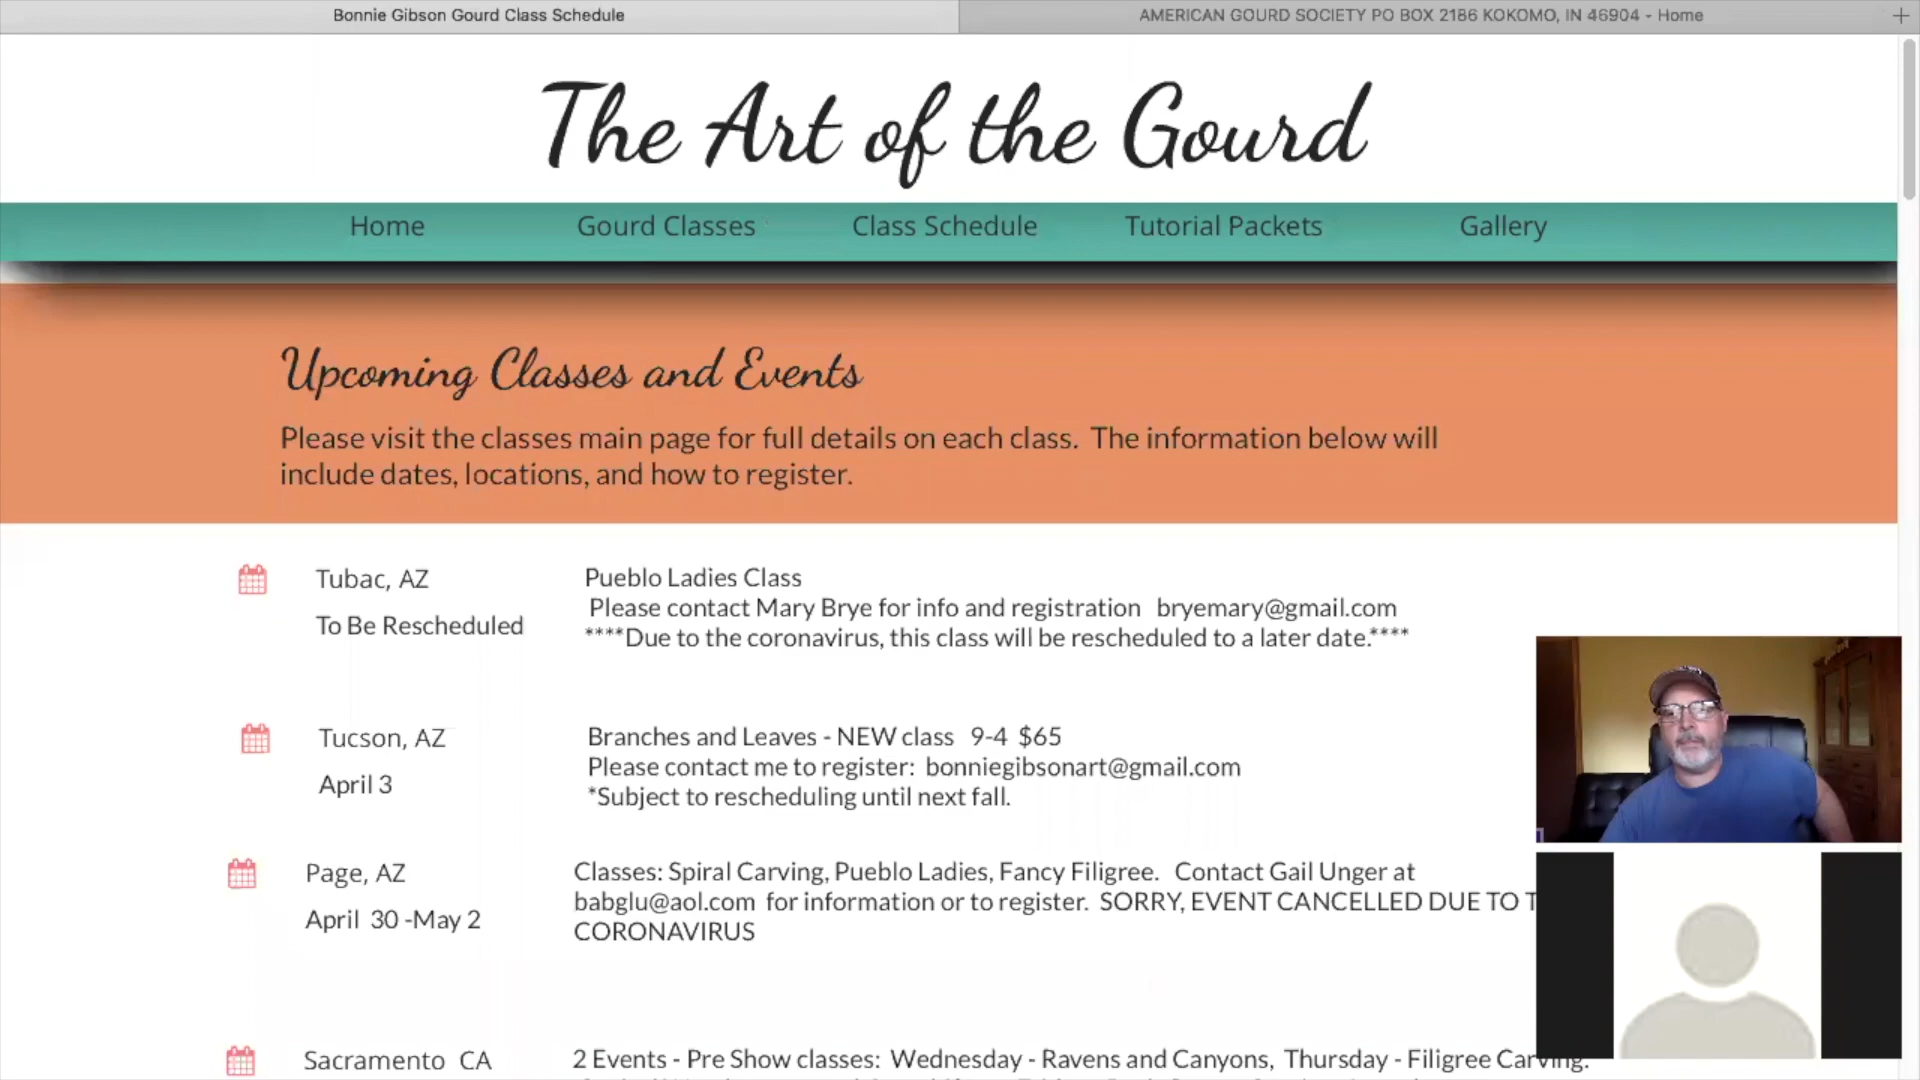 Bonnie Gibson Gourd Class Schedule
AMERICAN GOURD SOCIETY PO BOX 2186 KOKOMO, IN 46904 - Home
The Art of the Gourd
Home
Gourd Classes
Class Schedule
Tutorial Packets
Gallery
Upcoming Classes and Events
Please visit the classes main page for full details on each class. The information below will
include dates, locations, and how to register.
Tubac, AZ
To Be Rescheduled
Pueblo Ladies Class
Please contact Mary Brye for info and registration bryemary@gmail.com
****Due to the coronavirus, this class will be rescheduled to a later date.****
Tucson, AZ
April 3
Branches and Leaves - NEW class 9-4 $65
Please contact me to register: bonniegibsonart@gmail.com
*Subject to rescheduling until next fall.
Page, AZ
April 30 -May 2
Classes: Spiral Carving, Pueblo Ladies, Fancy Filigree. Contact Gail Unger at
babglu@aol.com for information or to register. SORRY, EVENT CANCELLED DUE TO
CORONAVIRUS
Sacramento CA
2 Events - Pre Show classes: Wednesday - Ravens and Canyons, Thursday - Filigree Carving.